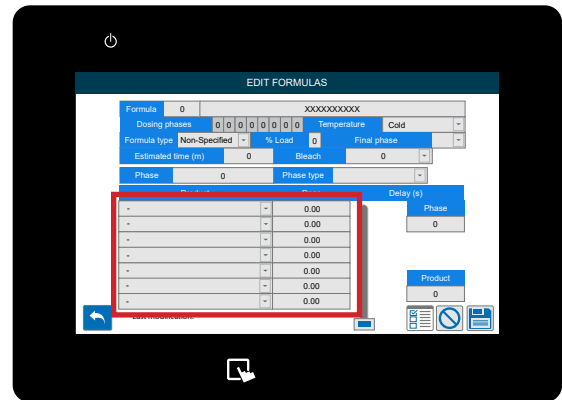 EDIT FORMULAS
Formula 0 XXXXXXXXXX
Dosing phases 0 0 0 0 0 0 0 0 Temperature Cold
Formula type Non-Specified % Load 0 Final phase
Estimated time (m) 0 Bleach 0
Phase 0 Phase type
Delay (s)
- 0.00 Phase
- 0.00 0
- 0.00
- 0.00
- 0.00 Product
- 0.00 0
- 0.00